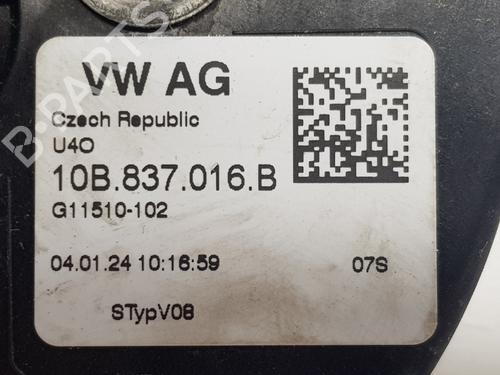 VW AG
Czech Republic
U4O
10B.837.016.B
G11510-102
04.01.24 10:16:59 07S
STypV08
B-PARTS